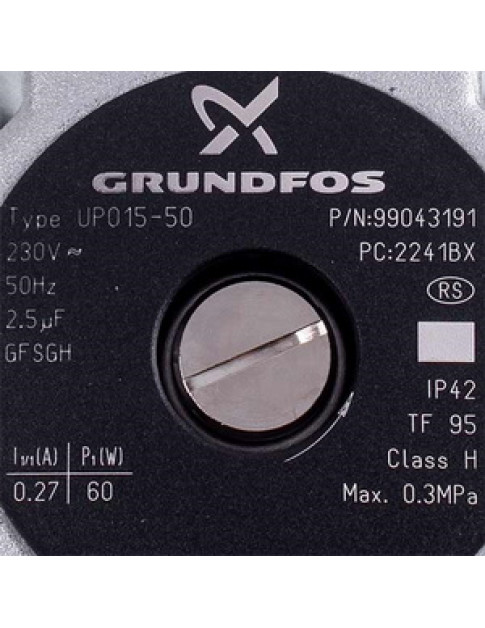 GRUNDFOS
Type UPO15-50 P/N:99043191
230V ~ PC:2241BX
50Hz
2.5µF RS
GFSGH
IP42
TF 95
I1/1(A) P1(W) Class H
0.27 60 Max. 0.3MPa